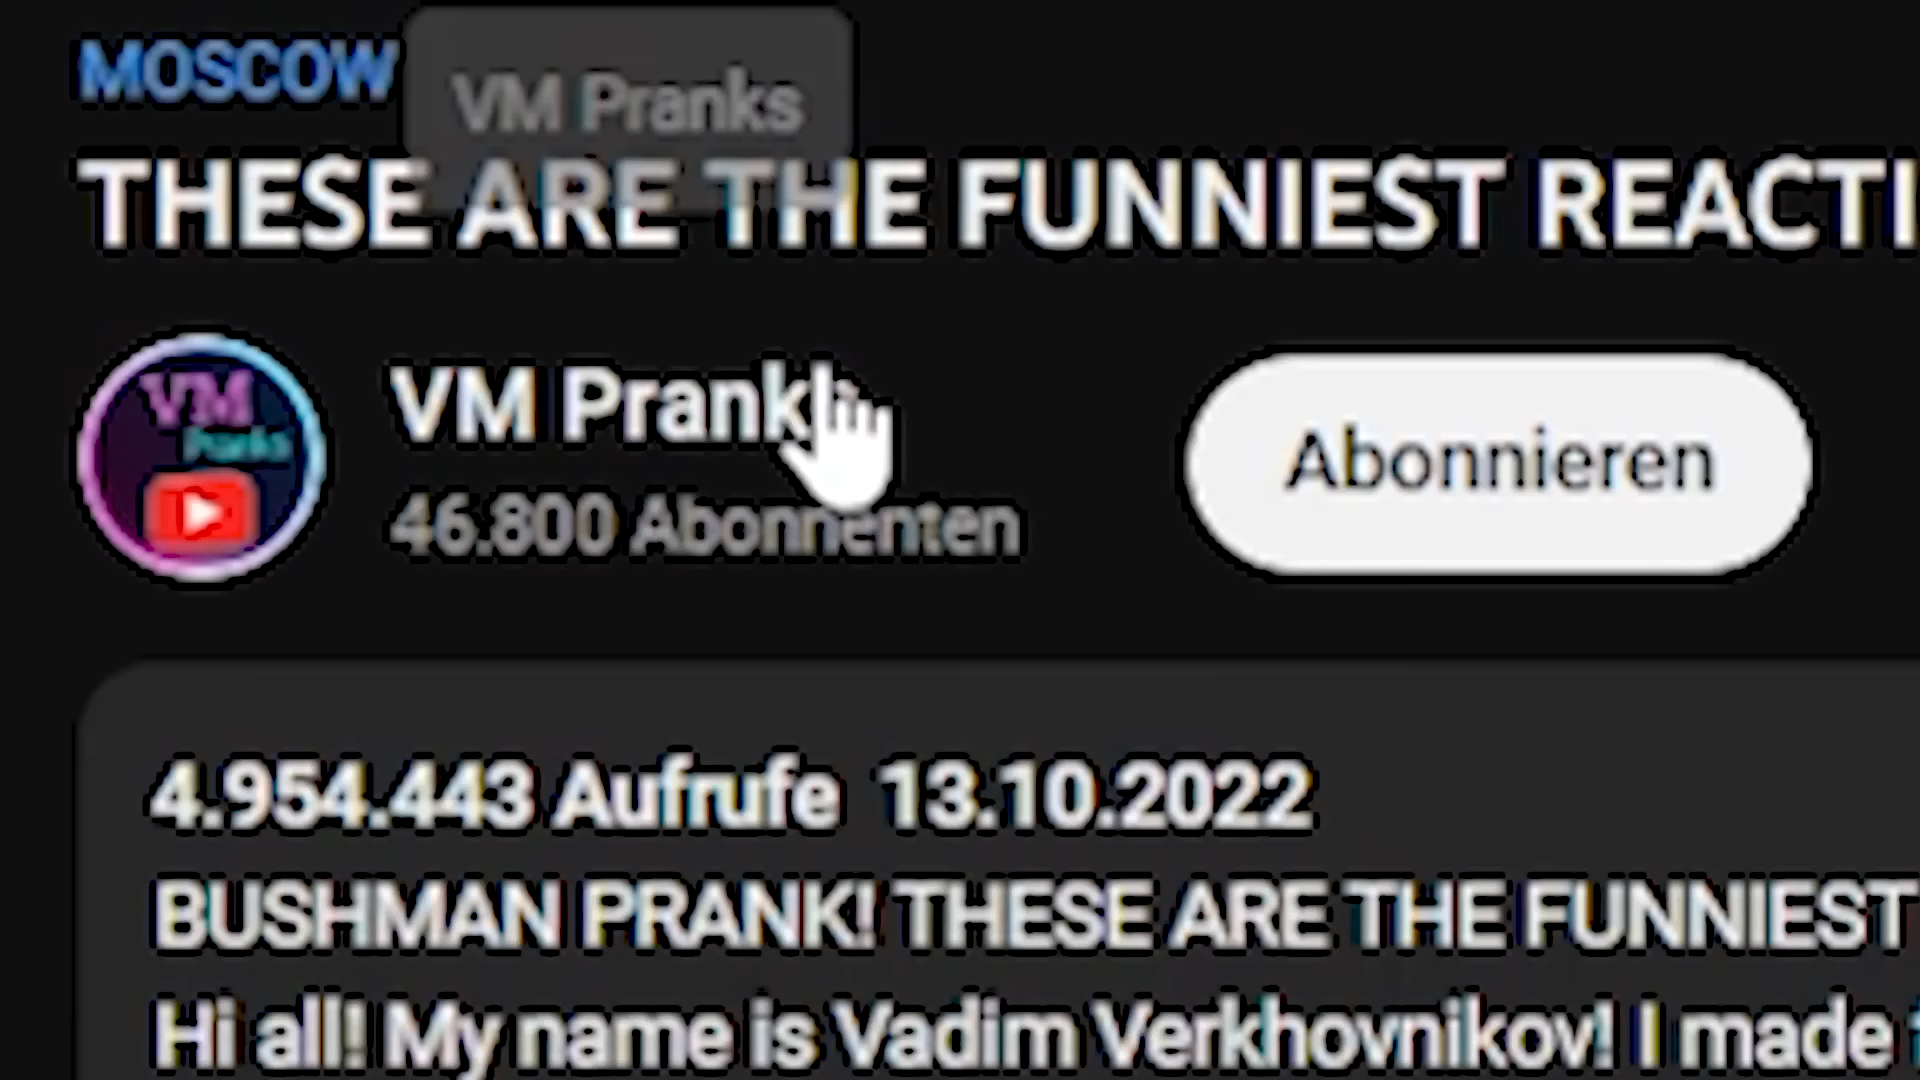 MOSCOW
VM Pranks
THESE ARE THE FUNNIEST REACTI
VM
Pranks
VM Prank
46.800 Abonnenten
Abonnieren
4.954.443 Aufrufe 13.10.2022
BUSHMAN PRANK! THESE ARE THE FUNNIEST
Hi all! My name is Vadim Verkhovnikov! I made